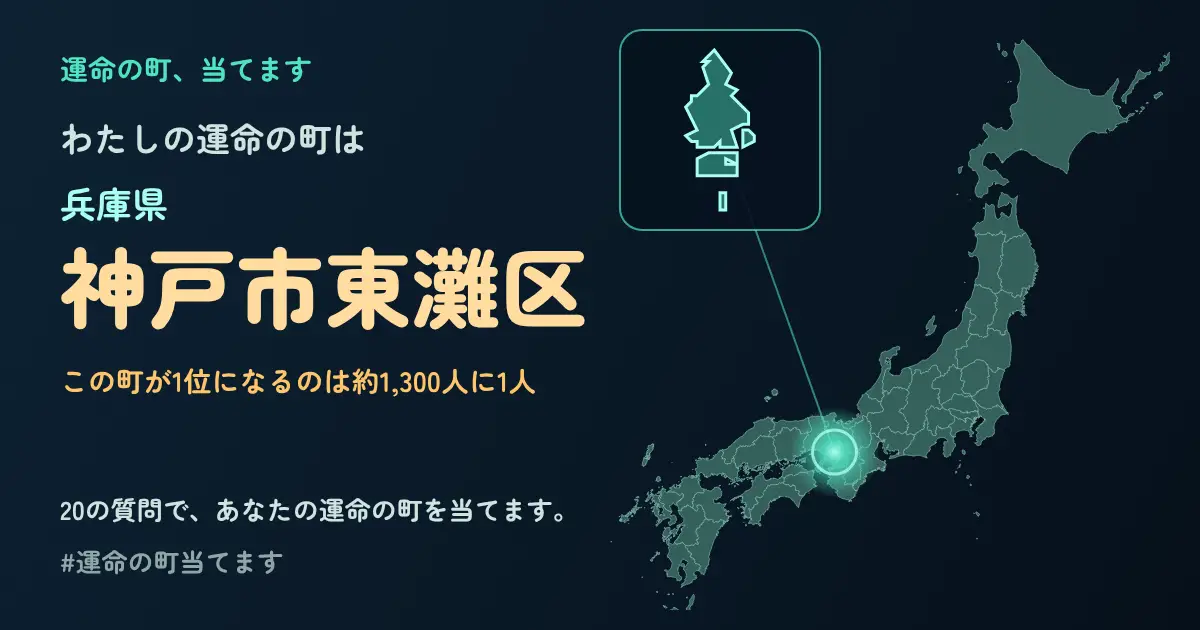 運命の町、当てます
わたしの運命の町は
兵庫県
神戸市東灘区
この町が1位になるのは約1,300人に1人
20の質問で、あなたの運命の町を当てます。
#運命の町当てます